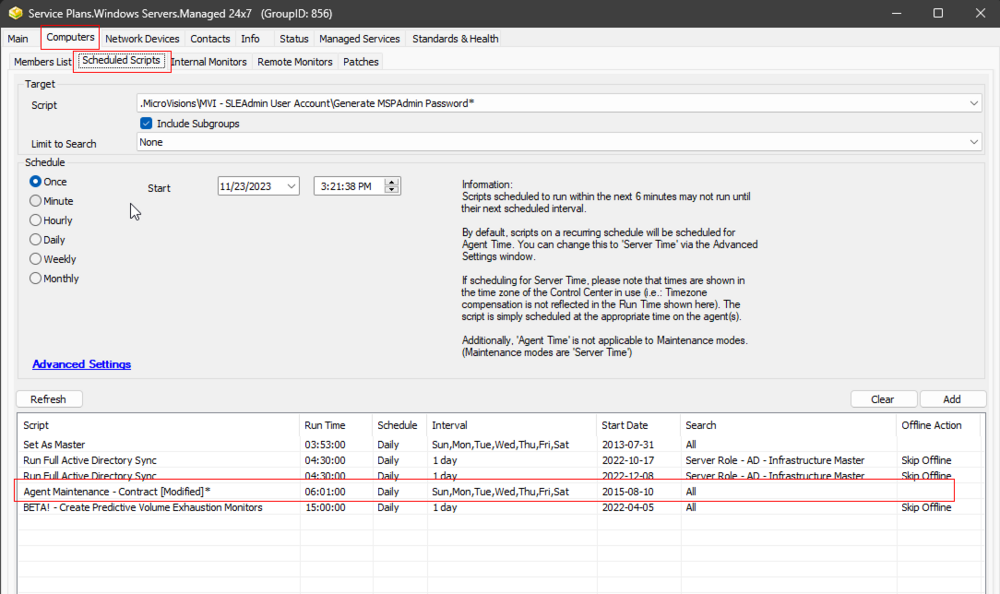 Service Plans.Windows Servers.Managed 24x7   (GroupID: 856)
Main Computers Network Devices Contacts Info Status Managed Services Standards & Health
Members List Scheduled Scripts Internal Monitors Remote Monitors Patches
Target
Script .MicroVisions\MVI - SLEAdmin User Account\Generate MSPAdmin Password*
Include Subgroups
Limit to Search None
Schedule
Once
Start 11/23/2023 3:21:38 PM
Minute
Hourly
Daily
Weekly
Monthly
Information:
Scripts scheduled to run within the next 6 minutes may not run until
their next scheduled interval.
By default, scripts on a recurring schedule will be scheduled for
Agent Time. You can change this to 'Server Time' via the Advanced
Settings window.
If scheduling for Server Time, please note that times are shown in
the time zone of the Control Center in use (i.e.: Timezone
compensation is not reflected in the Run Time shown here). The
script is simply scheduled at the appropriate time on the agent(s).
Additionally, 'Agent Time' is not applicable to Maintenance modes.
(Maintenance modes are 'Server Time')
Advanced Settings
Refresh Clear Add
Script Run Time Schedule Interval Start Date Search Offline Action
Set As Master 03:53:00 Daily Sun,Mon,Tue,Wed,Thu,Fri,Sat 2013-07-31 All
Run Full Active Directory Sync 04:30:00 Daily 1 day 2022-10-17 Server Role - AD - Infrastructure Master Skip Offline
Run Full Active Directory Sync 04:30:00 Daily 1 day 2022-12-08 Server Role - AD - Infrastructure Master Skip Offline
Agent Maintenance - Contract [Modified]* 06:01:00 Daily Sun,Mon,Tue,Wed,Thu,Fri,Sat 2015-08-10 All
BETA! - Create Predictive Volume Exhaustion Monitors 15:00:00 Daily 1 day 2022-04-05 All Skip Offline